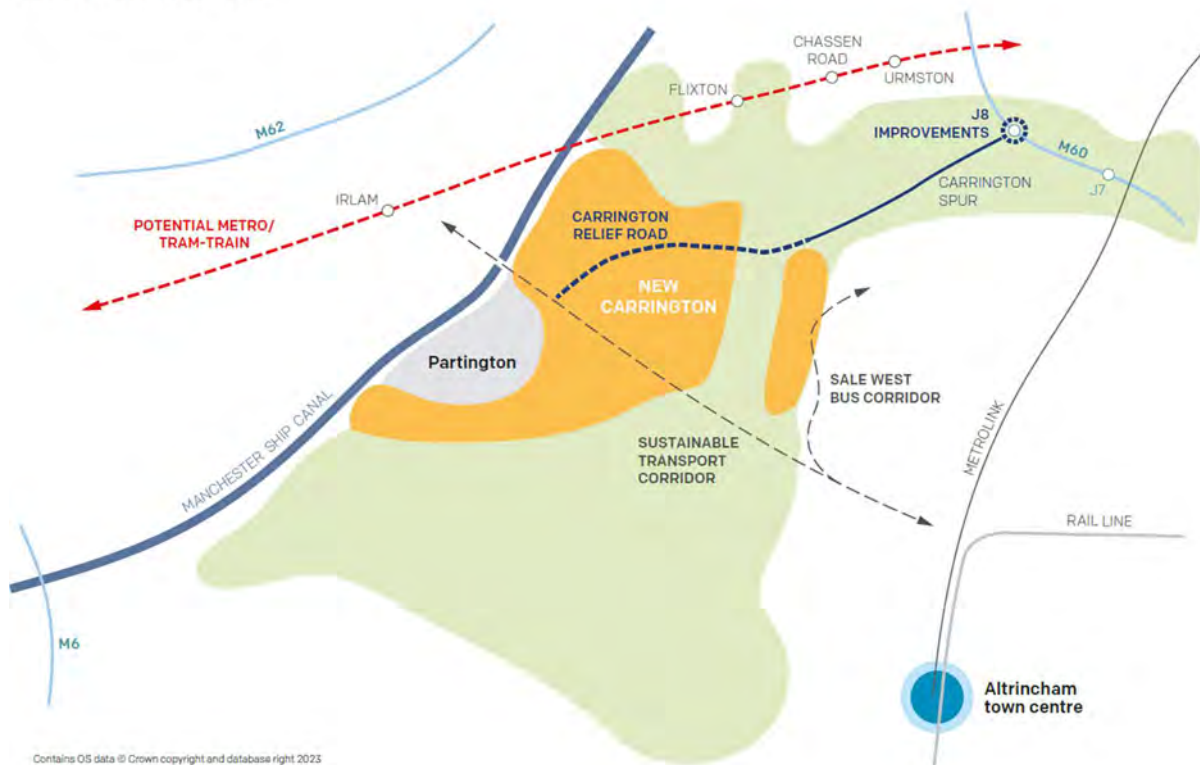 CHASSEN
ROAD
URMSTON
FLIXTON
J8
IMPROVEMENTS
M62
M60
J7
CARRINGTON
SPUR
IRLAM
POTENTIAL METRO/
TRAM-TRAIN
CARRINGTON
RELIEF ROAD
NEW
CARRINGTON
Partington
SALE WEST
BUS CORRIDOR
MANCHESTER SHIP CANAL
SUSTAINABLE
TRANSPORT
CORRIDOR
METROLINK
RAIL LINE
M6
Altrincham
town centre
Contains OS data © Crown copyright and database right 2023